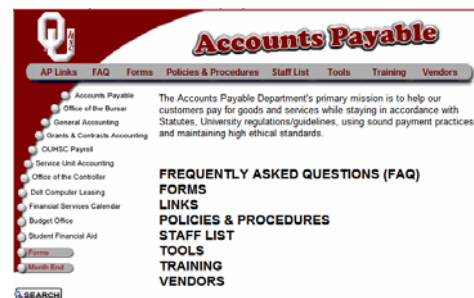 OU HSC
Accounts Payable
AP Links FAQ Forms Policies & Procedures Staff List Tools Training Vendors
Accounts Payable
Office of the Bursar
General Accounting
Grants & Contracts Accounting
OUHSC Payroll
Service Unit Accounting
Office of the Controller
Dell Computer Leasing
Financial Services Calendar
Budget Office
Student Financial Aid
Forms
Month End
SEARCH
The Accounts Payable Department's primary mission is to help our
customers pay for goods and services while staying in accordance with
Statutes, University regulations/guidelines, using sound payment practices
and maintaining high ethical standards.
FREQUENTLY ASKED QUESTIONS (FAQ)
FORMS
LINKS
POLICIES & PROCEDURES
STAFF LIST
TOOLS
TRAINING
VENDORS